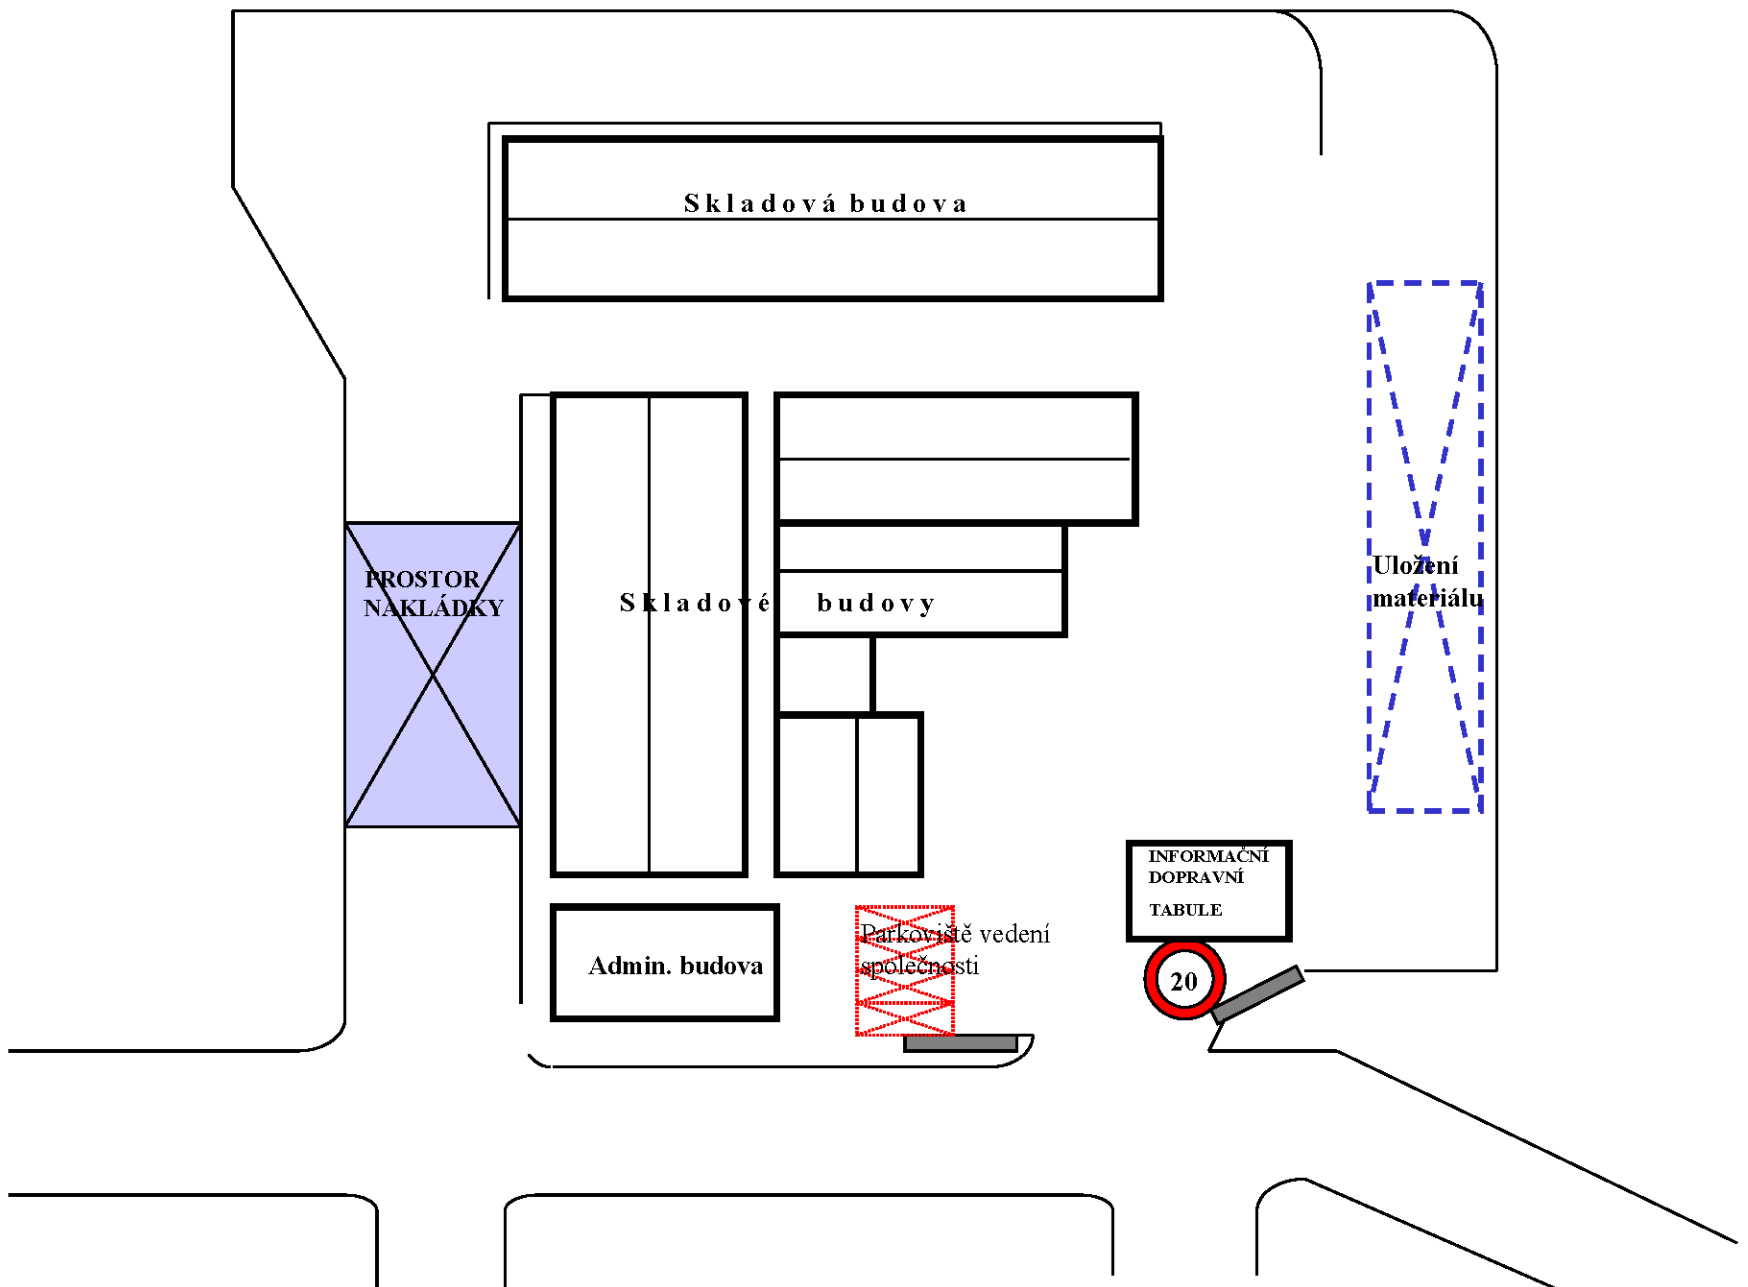 Skladová budova
PROSTOR
NAKLÁDKY
Skladové budovy
Uložení
materiálu
INFORMAČNÍ
DOPRAVNÍ
TABULE
Parkoviště vedení
společnosti
Admin. budova
20